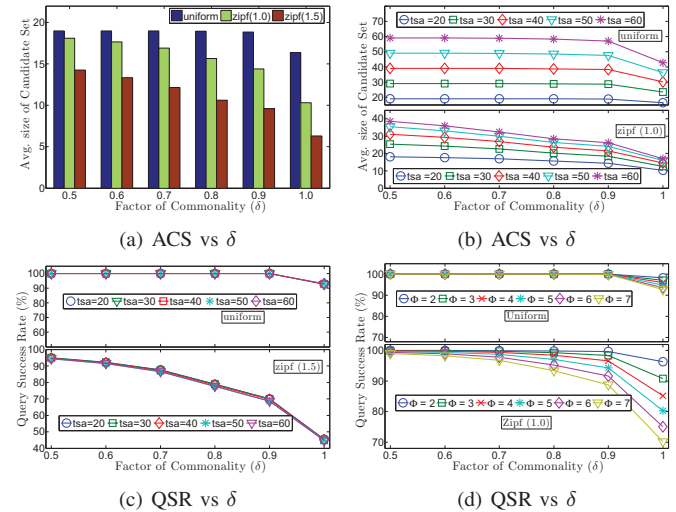 uniform zipf(1.0) zipf(1.5)
Avg. size of Candidate Set
25
20
15
10
5
0
0.5 0.6 0.7 0.8 0.9 1.0
Factor of Commonality (δ)
(a) ACS vs δ
tsa =20 tsa =30 tsa =40 tsa =50 tsa =60
uniform
Avg. size of Candidate Set
80
70
60
50
40
30
20
50
40
30
20
10
0
zipf (1.0)
tsa =20 tsa =30 tsa =40 tsa =50 tsa =60
0.5 0.6 0.7 0.8 0.9 1
Factor of Commonality (δ)
(b) ACS vs δ
Query Success Rate (%)
100
90
80
70
60
tsa=20 tsa=30 tsa=40 tsa=50 tsa=60
uniform
100
90
80
70
60
50
40
zipf (1.5)
tsa=20 tsa=30 tsa=40 tsa=50 tsa=60
0.5 0.6 0.7 0.8 0.9 1
Factor of Commonality (δ)
(c) QSR vs δ
Query Success Rate (%)
100
90
80
70
Φ = 2 Φ = 3 Φ = 4 Φ = 5 Φ = 6 Φ = 7
Uniform
100
90
80
70
Φ = 2 Φ = 3 Φ = 4 Φ = 5 Φ = 6 Φ = 7
Zipf (1.0)
0.5 0.6 0.7 0.8 0.9 1
Factor of Commonality (δ)
(d) QSR vs δ